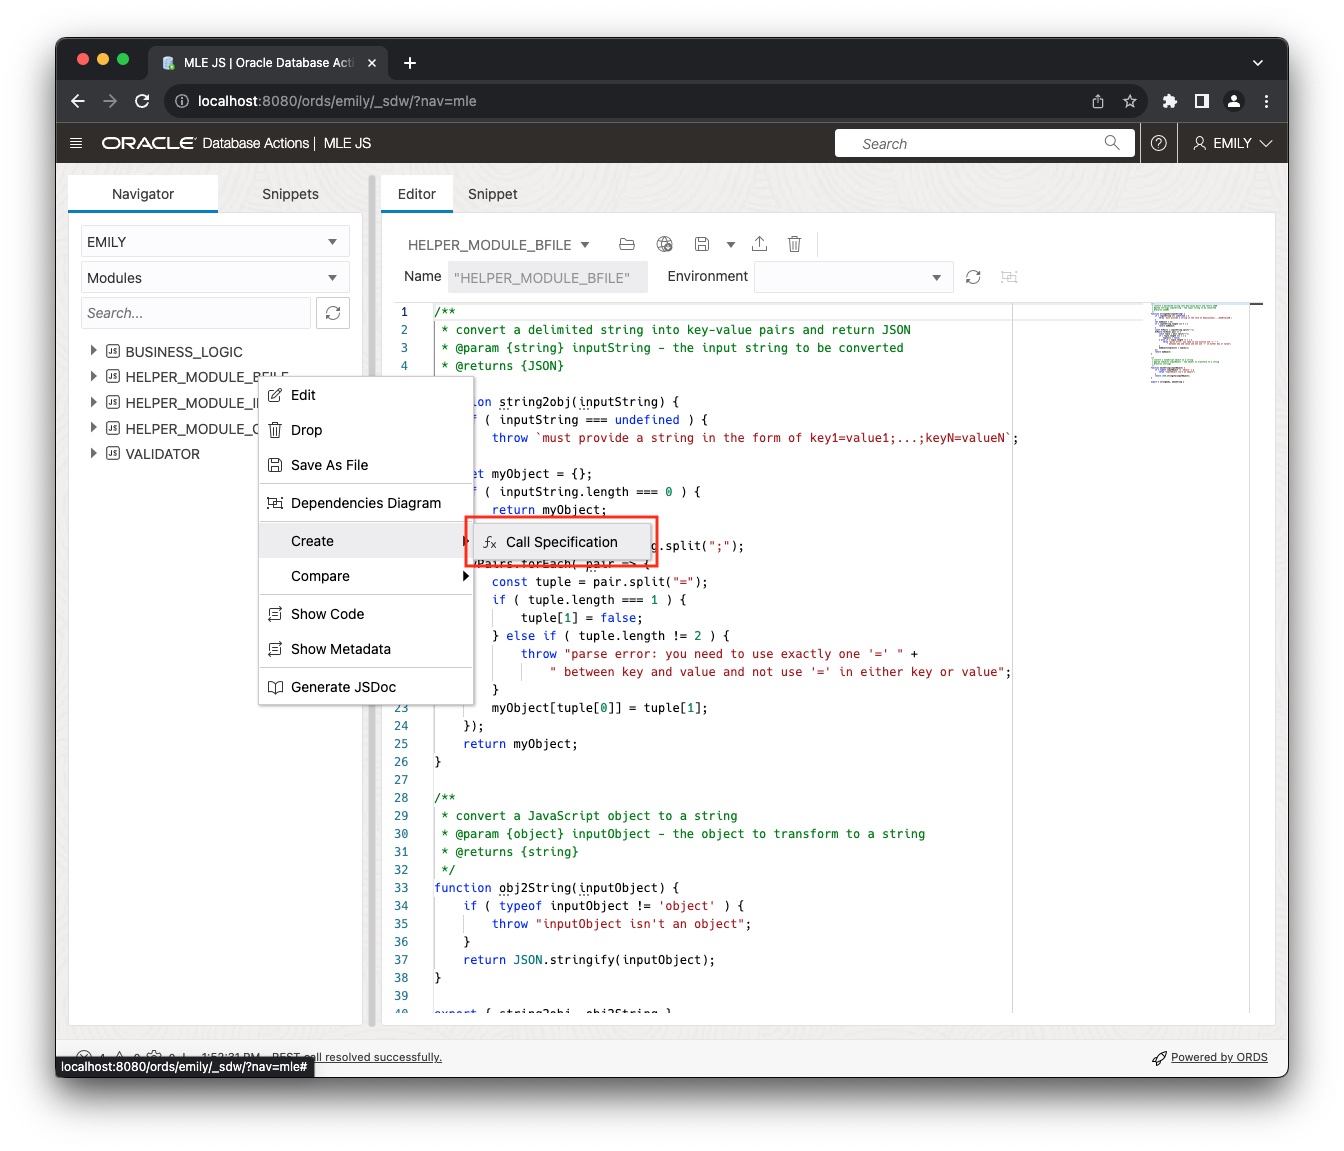 MLE JS | Oracle Database Acti
localhost:8080/ords/emily/_sdw/?nav=mle
ORACLE Database Actions | MLE JS
Search
EMILY
Navigator
Snippets
EMILY
Modules
Search...
BUSINESS_LOGIC
HELPER_MODULE_BFILE
HELPER_MODULE_I
HELPER_MODULE_
VALIDATOR
Edit
Drop
Save As File
Dependencies Diagram
Create
Compare
Show Code
Show Metadata
Generate JSDoc
Call Specification
Editor
Snippet
HELPER_MODULE_BFILE
Name "HELPER_MODULE_BFILE" Environment
1 /**
2 * convert a delimited string into key-value pairs and return JSON
3 * @param {string} inputString - the input string to be converted
4 * @returns {JSON}
ion string2obj(inputString) {
f ( inputString === undefined ) {
throw `must provide a string in the form of key1=value1;...;keyN=valueN`;
et myObject = {};
f ( inputString.length === 0 ) {
return myObject;
g.split(";");
Pairs.forEach( pair => {
const tuple = pair.split("=");
if ( tuple.length === 1 ) {
tuple[1] = false;
} else if ( tuple.length != 2 ) {
throw "parse error: you need to use exactly one '=' " +
" between key and value and not use '=' in either key or value";
}
23 myObject[tuple[0]] = tuple[1];
24 });
25 return myObject;
26 }
27
28 /**
29 * convert a JavaScript object to a string
30 * @param {object} inputObject - the object to transform to a string
31 * @returns {string}
32 */
33 function obj2String(inputObject) {
34 if ( typeof inputObject != 'object' ) {
35 throw "inputObject isn't an object";
36 }
37 return JSON.stringify(inputObject);
38 }
39
40 export { string2obj, obj2String }
1:52:31 PM - REST call resolved successfully.
localhost:8080/ords/emily/_sdw/?nav=mle#
Powered by ORDS